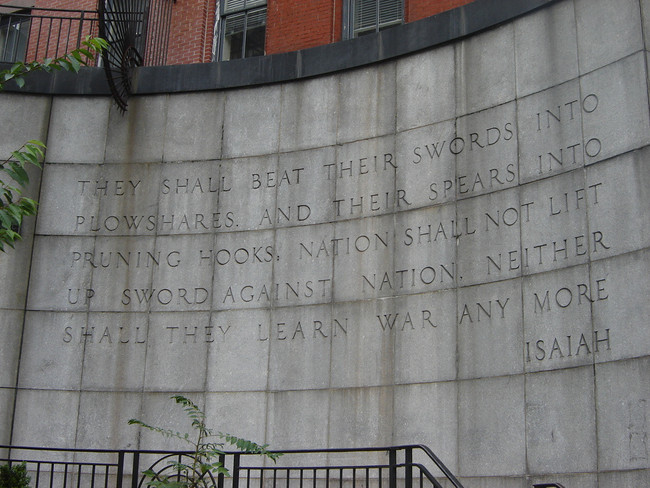 THEY SHALL BEAT THEIR SWORDS INTO
PLOWSHARES. AND THEIR SPEARS INTO
PRUNING HOOKS. NATION SHALL NOT LIFT
UP SWORD AGAINST NATION. NEITHER
SHALL THEY LEARN WAR ANY MORE
ISAIAH